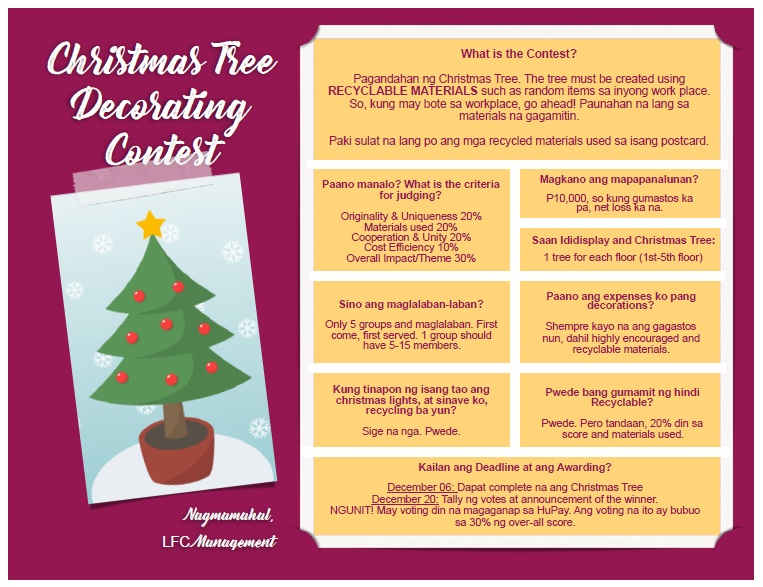 Christmas Tree
Decorating
Contest
What is the Contest?
Pagandahan ng Christmas Tree. The tree must be created using
RECYCLABLE MATERIALS such as random items sa inyong work place.
So, kung may bote sa workplace, go ahead! Paunahan na lang sa
materials na gagamitin.
Paki sulat na lang po ang mga recycled materials used sa isang postcard.
Paano manalo? What is the criteria
for judging?
Originality & Uniqueness 20%
Materials used 20%
Cooperation & Unity 20%
Cost Efficiency 10%
Overall Impact/Theme 30%
Magkano ang mapapanalunan?
P10,000, so kung gumastos ka
pa, net loss ka na.
Saan Ididisplay and Christmas Tree:
1 tree for each floor (1st-5th floor)
Sino ang maglalaban-laban?
Only 5 groups and maglalaban. First
come, first served. 1 group should
have 5-15 members.
Paano ang expenses ko pang
decorations?
Shempre kayo na ang gagastos
nun, dahil highly encouraged and
recyclable materials.
Kung tinapon ng isang tao ang
christmas lights, at sinave ko,
recycling ba yun?
Sige na nga. Pwede.
Pwede bang gumamit ng hindi
Recyclable?
Pwede. Pero tandaan, 20% din sa
score and materials used.
Kailan ang Deadline at ang Awarding?
December 06: Dapat complete na ang Christmas Tree
December 20: Tally ng votes at announcement of the winner.
NGUNIT! May voting din na magaganap sa HuPay. Ang voting na ito ay bubuo
sa 30% ng over-all score.
Nagmamahal,
LFC Management